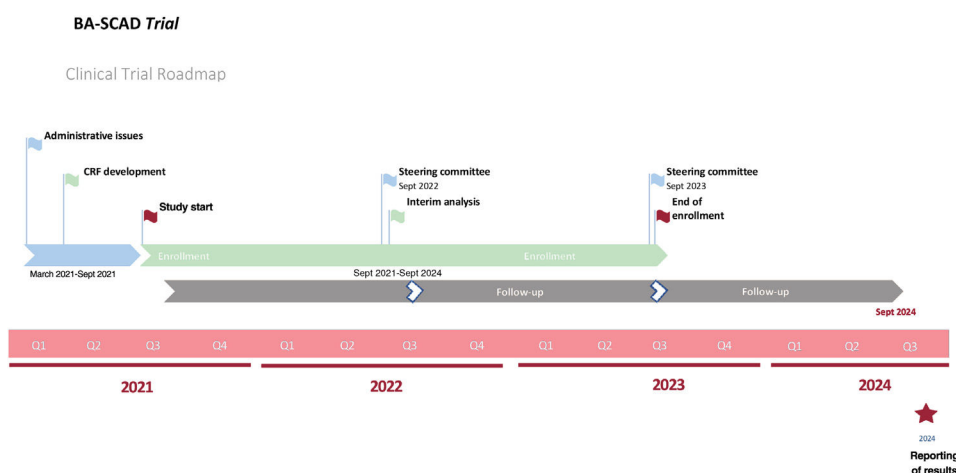 BA-SCAD Trial
Clinical Trial Roadmap
Administrative issues
CRF development
Study start
Steering committee
Sept 2022
Interim analysis
Steering committee
Sept 2023
End of
enrollment
Enrollment
Enrollment
March 2021-Sept 2021
Sept 2021-Sept 2024
Follow-up
Follow-up
Sept 2024
Q1 Q2 Q3 Q4 Q1 Q2 Q3 Q4 Q1 Q2 Q3 Q4 Q1 Q2 Q3
2021 2022 2023 2024
2024
Reporting
of results